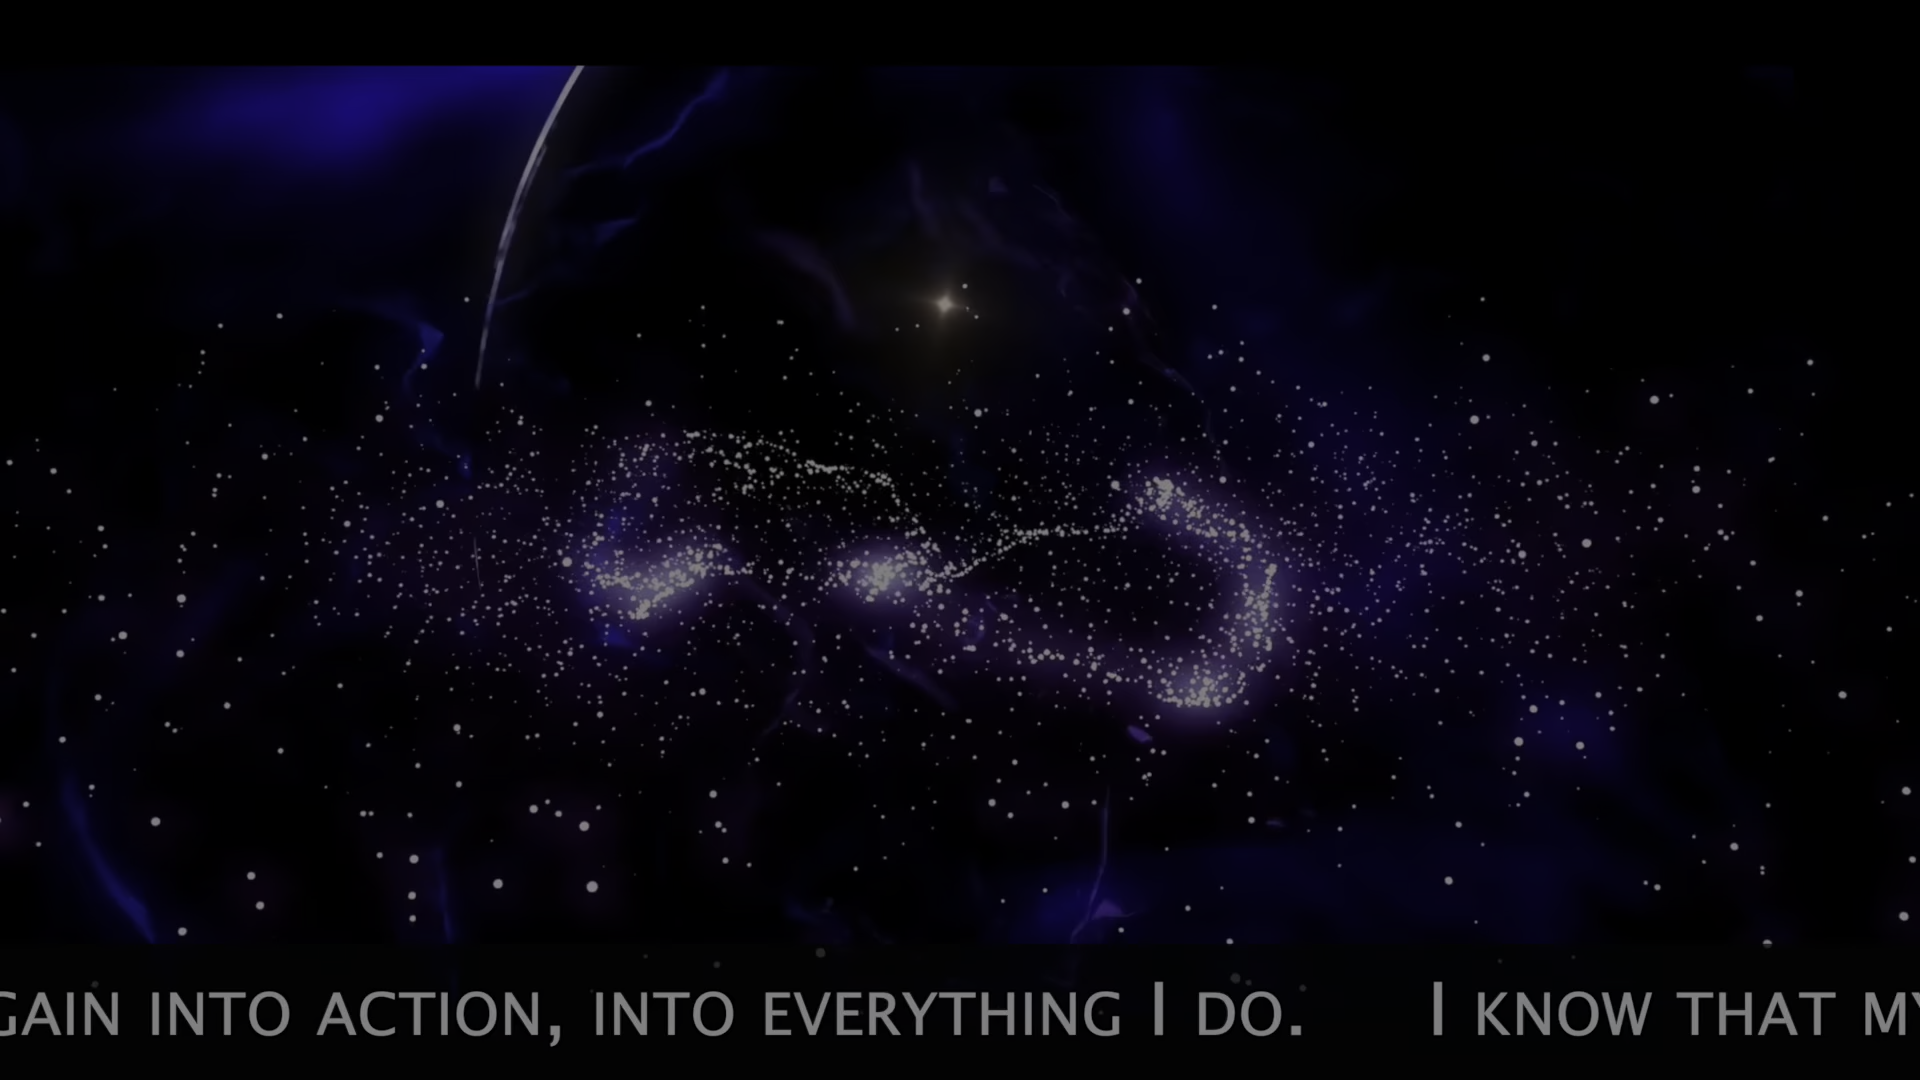 GAIN INTO ACTION, INTO EVERYTHING I DO. I KNOW THAT MY